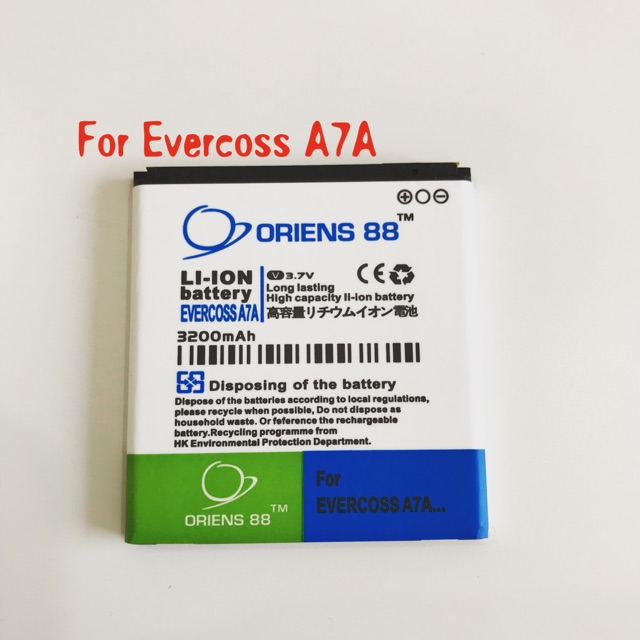 For Evercoss A7A
ORIENS 88™
LI-ION
battery
EVERCOSS A7A
V 3.7V
Long lasting
High capacity li-ion battery
高容量リチウムイオン電池
3200mAh
Disposing of the battery
Dispose of the batteries according to local regulations,
please recycle when possible, Do not dispose as
household waste. Or otherwise of the rechargeable
battery.Recycling programme from
HK Environmental Protection Department.
ORIENS 88™
For
EVERCOSS A7A...